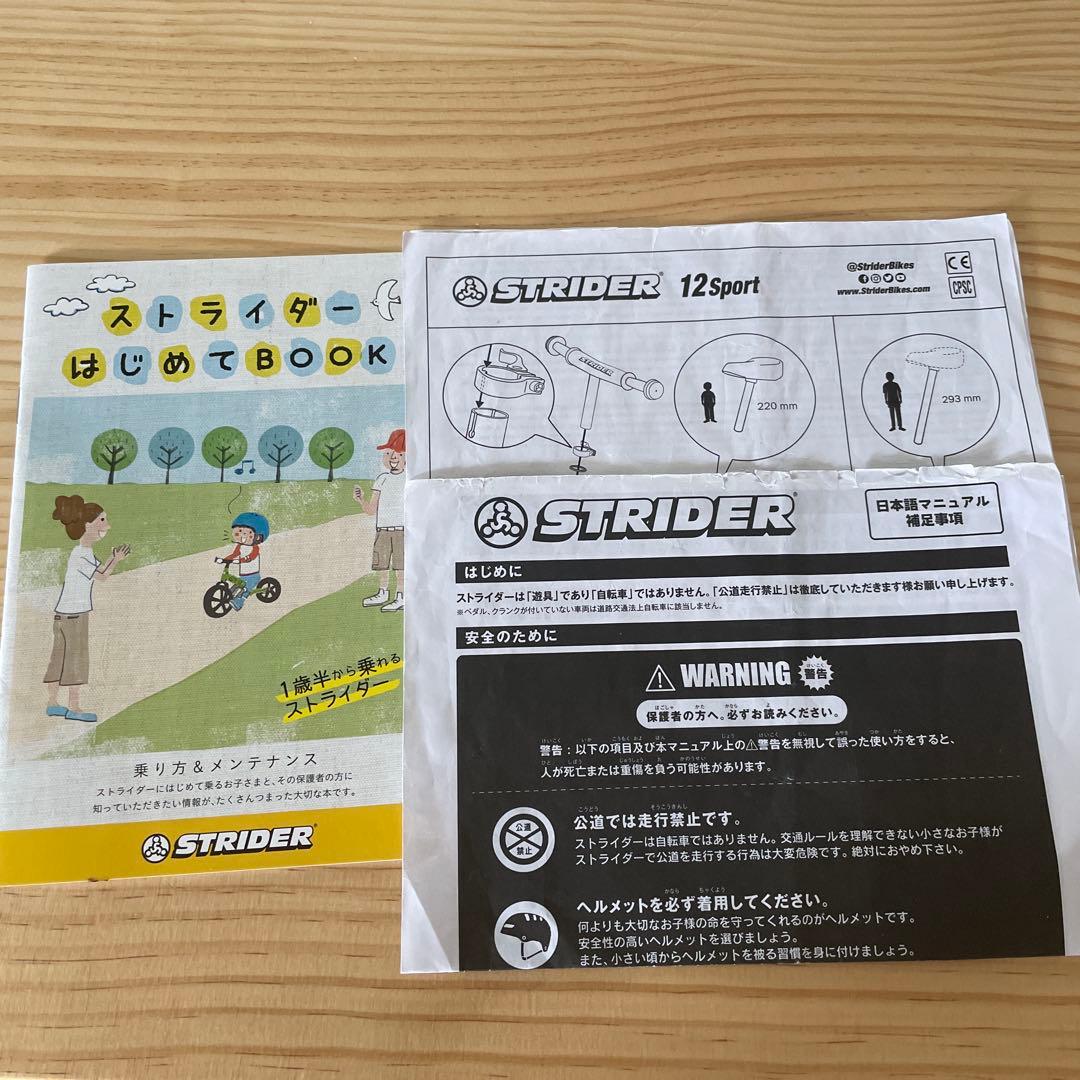 ストライダー
はじめてBOOK
1歳半から乗れる
ストライダー
乗り方&メンテナンス
ストライダーにはじめて乗るお子さまと、その保護者の方に
知っていただきたい情報が、たくさんつまった大切な本です。
STRIDER
STRIDER 12 Sport
@StriderBikes
www.StriderBikes.com
CE
CPSC
STRIDER
220 mm
293 mm
STRIDER
日本語マニュアル
補足事項
はじめに
ストライダーは「遊具」であり「自転車」ではありません。「公道走行禁止」は徹底していただきます様お願い申し上げます。
※ペダル、クランクが付いていない車両は道路交通法上自転車に該当しません。
安全のために
WARNING 警告
保護者の方へ。必ずお読みください。
警告:以下の項目及び本マニュアル上の⚠警告を無視して誤った使い方をすると、
人が死亡または重傷を負う可能性があります。
公道
禁止
公道では走行禁止です。
ストライダーは自転車ではありません。交通ルールを理解できない小さなお子様が
ストライダーで公道を走行する行為は大変危険です。絶対におやめ下さい。
ヘルメットを必ず着用してください。
何よりも大切なお子様の命を守ってくれるのがヘルメットです。
安全性の高いヘルメットを選びましょう。
また、小さい頃からヘルメットを被る習慣を身に付けましょう。